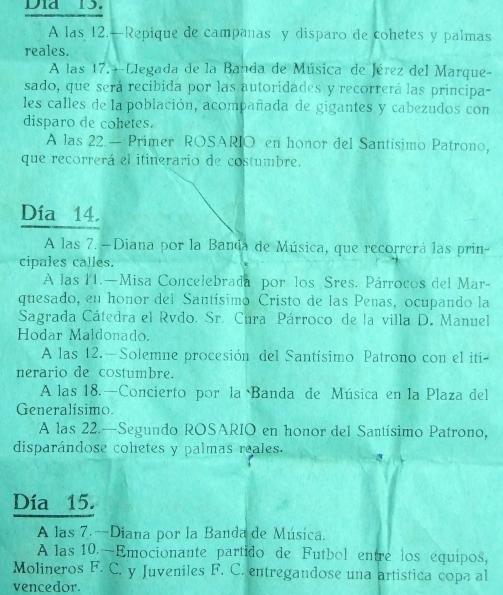 Día 13.
A las 12.—Repique de campanas y disparo de cohetes y palmas
reales.
A las 17.—Llegada de la Banda de Música de Jérez del Marque-
sado, que será recibida por las autoridades y recorrerá las principa-
les calles de la población, acompañada de gigantes y cabezudos con
disparo de cohetes.
A las 22.— Primer ROSARIO en honor del Santísimo Patrono,
que recorrerá el itinerario de costumbre.
Día 14.
A las 7.—Diana por la Banda de Música, que recorrerá las prin-
cipales calles.
A las 11.—Misa Concelebrada por los Sres. Párrocos del Mar-
quesado, en honor del Santísimo Cristo de las Penas, ocupando la
Sagrada Cátedra el Rvdo. Sr. Cura Párroco de la villa D. Manuel
Hodar Maldonado.
A las 12.—Solemne procesión del Santísimo Patrono con el iti-
nerario de costumbre.
A las 18.—Concierto por la Banda de Música en la Plaza del
Generalísimo.
A las 22.—Segundo ROSARIO en honor del Santísimo Patrono,
disparándose cohetes y palmas reales.
Día 15.
A las 7.—Diana por la Banda de Música.
A las 10.—Emocionante partido de Futbol entre los equipos,
Molineros F. C. y Juveniles F. C. entregandose una artística copa al
vencedor.